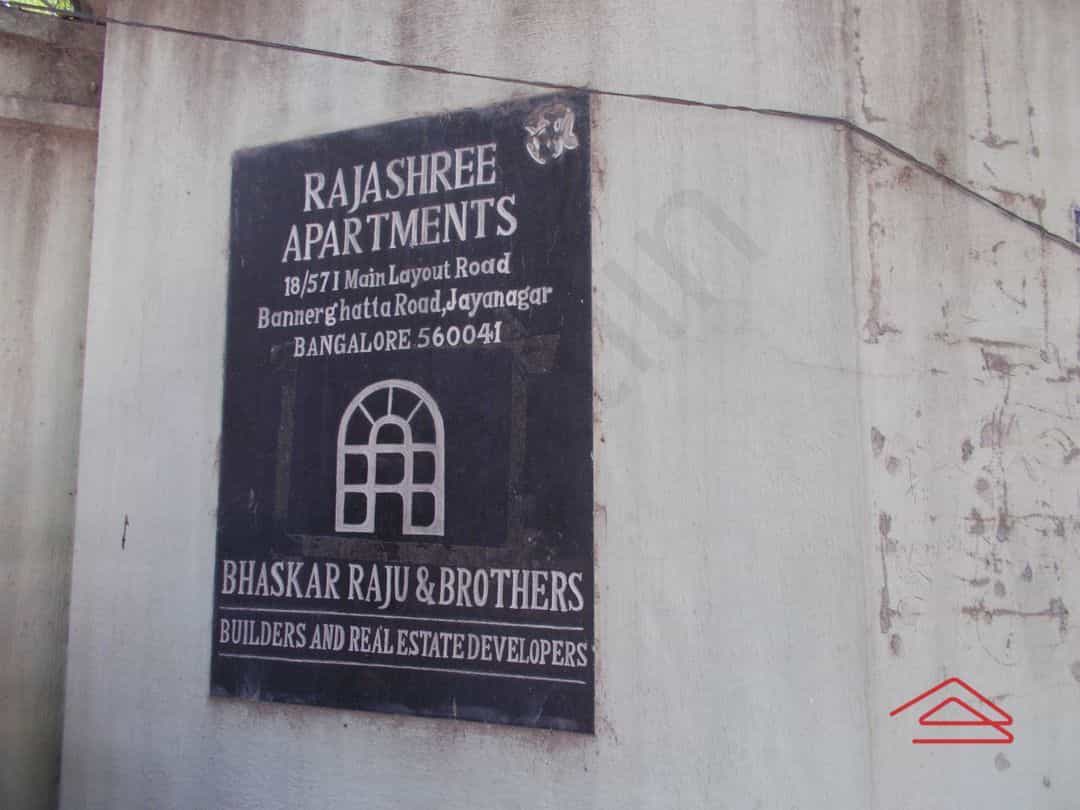 RAJASHREE
APARTMENTS
18/57 I Main Layout Road
Bannerghatta Road, Jayanagar
BANGALORE 560041
BHASKAR RAJU & BROTHERS
BUILDERS AND REAL ESTATE DEVELOPERS